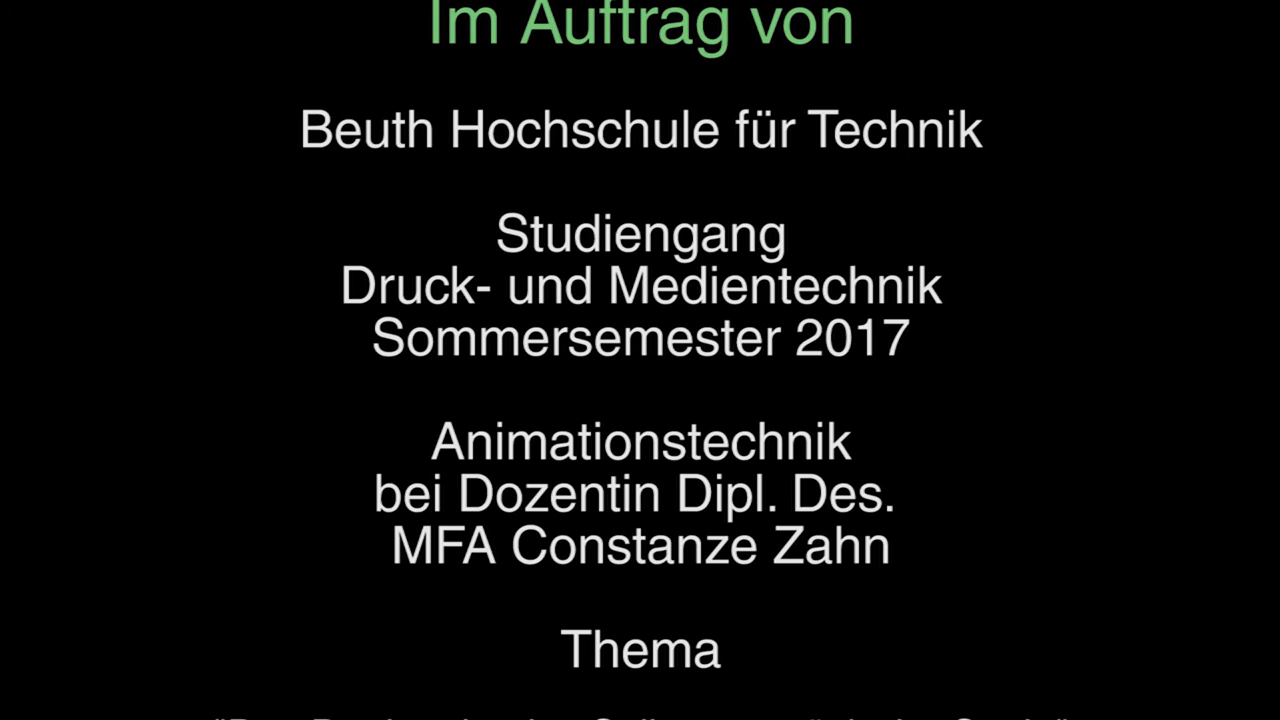 Im Auftrag von
Beuth Hochschule für Technik
Studiengang
Druck- und Medientechnik
Sommersemester 2017
Animationstechnik
bei Dozentin Dipl. Des.
MFA Constanze Zahn
Thema